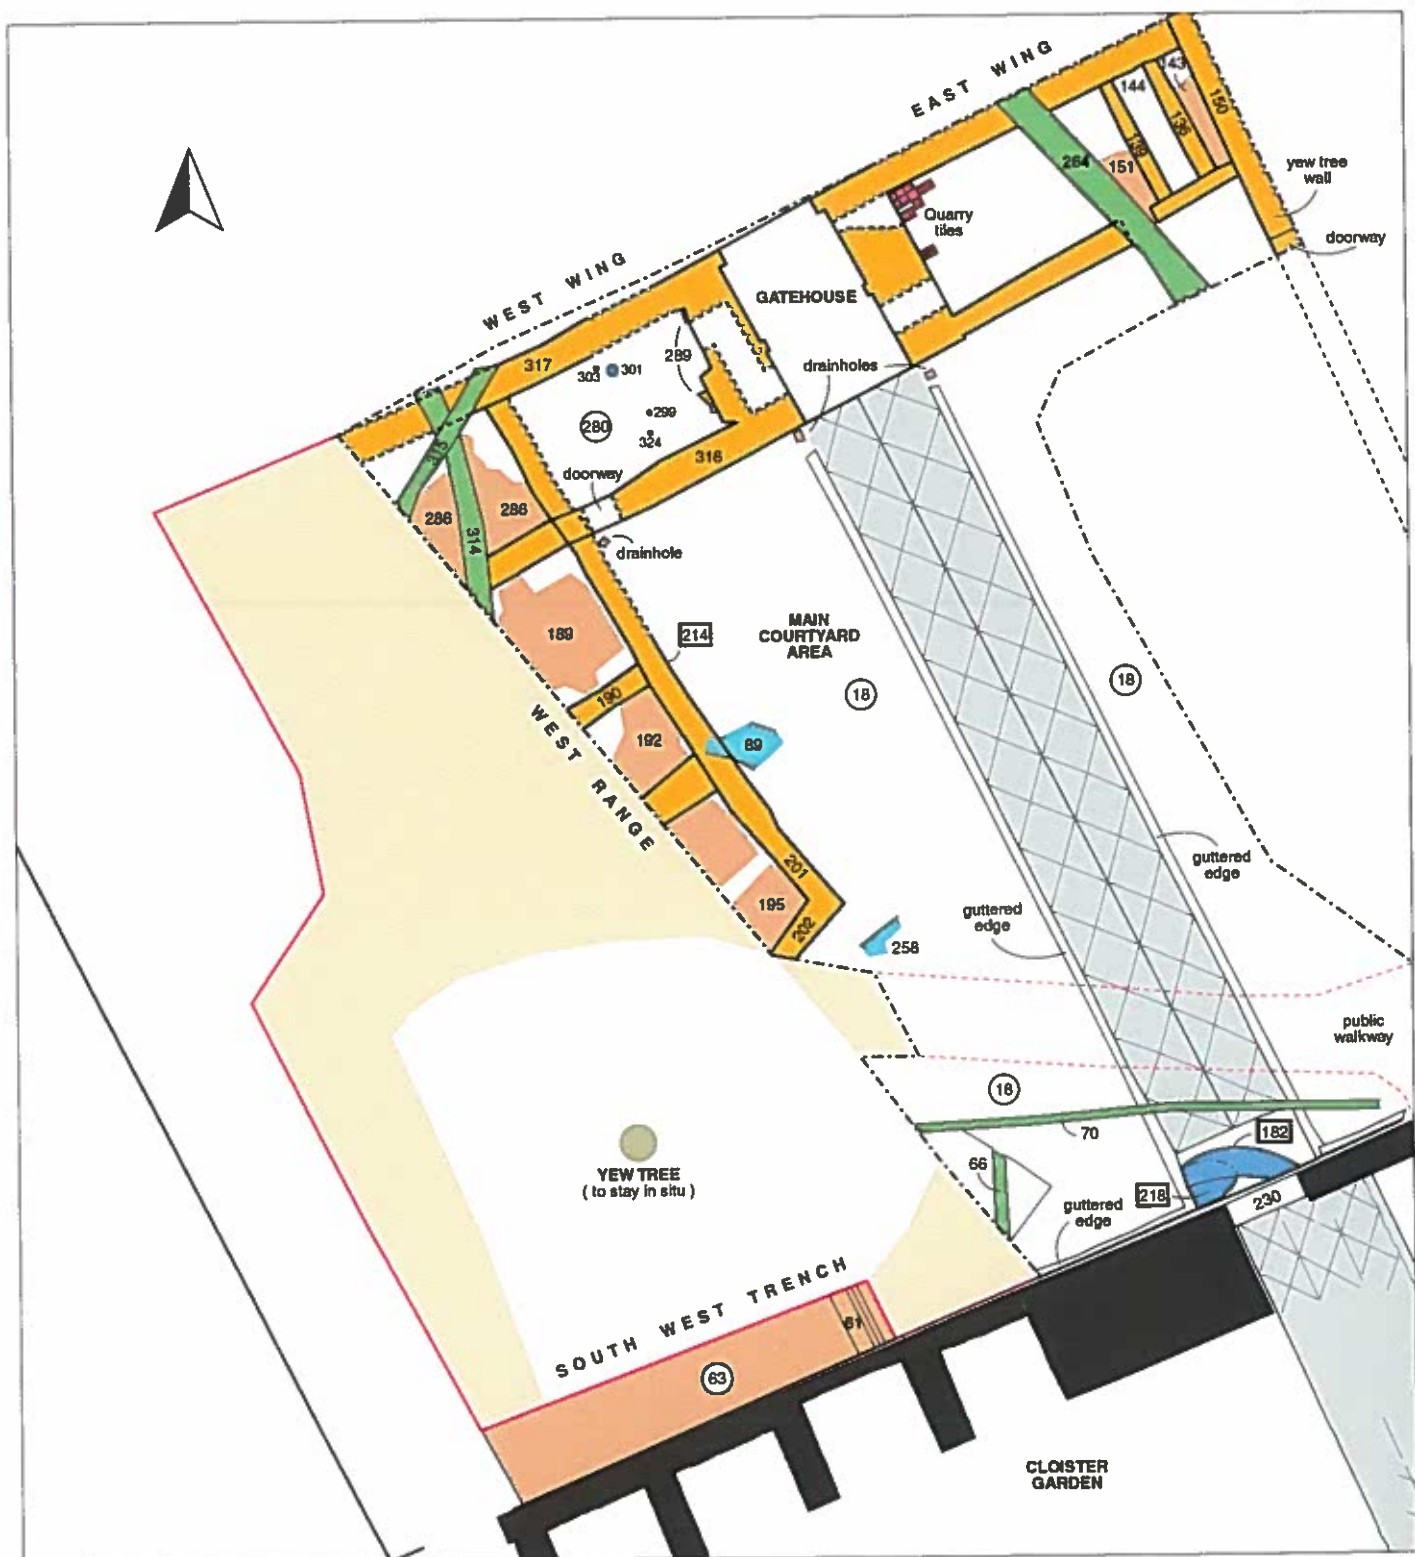 EAST WING
143
144
150
136
139
264
151
yew tree
wall
Quarry
tiles
doorway
WEST WING
GATEHOUSE
317
289
drainholes
303
301
299
280
324
318
315
doorway
286
286
314
drainhole
189
214
MAIN
COURTYARD
AREA
18
18
190
192
89
WEST RANGE
201
guttered
edge
195
202
guttered
edge
258
public
walkway
18
70
182
YEW TREE
( to stay in situ )
66
218
230
guttered
edge
SOUTH WEST TRENCH
61
63
CLOISTER
GARDEN